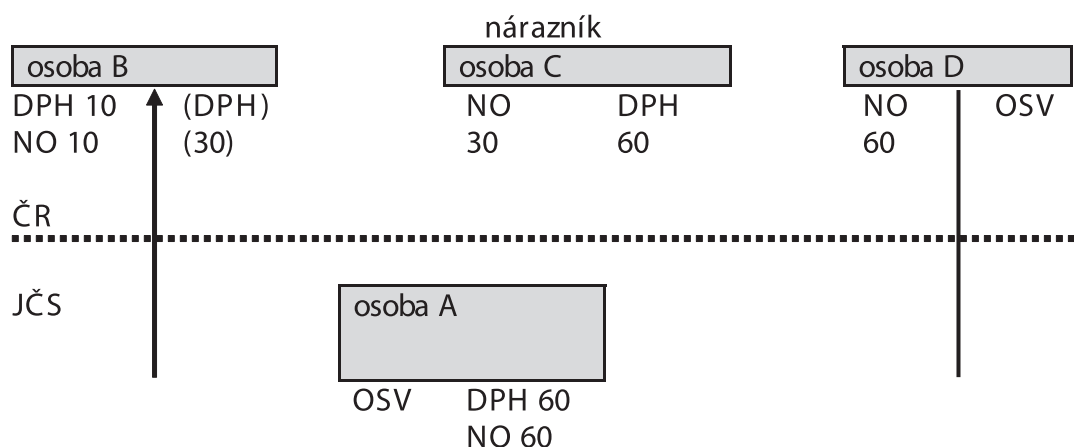 nárazník
osoba B osoba C osoba D
DPH 10 (DPH) NO DPH NO OSV
NO 10 (30) 30 60 60
ČR
JČS
osoba A
OSV DPH 60
NO 60